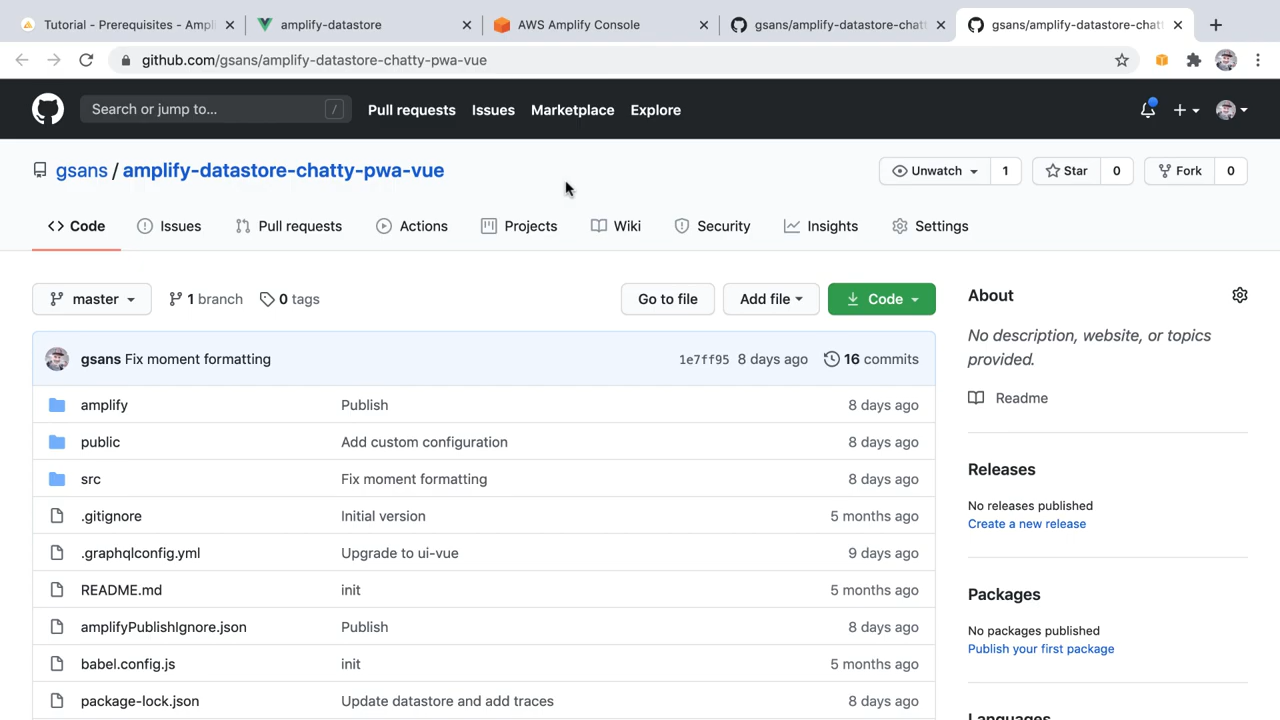 Tutorial - Prerequisites - Ampli
amplify-datastore
AWS Amplify Console
gsans/amplify-datastore-chatt
gsans/amplify-datastore-chatt
github.com/gsans/amplify-datastore-chatty-pwa-vue
Search or jump to... /
Pull requests Issues Marketplace Explore
gsans / amplify-datastore-chatty-pwa-vue
Unwatch 1 Star 0 Fork 0
Code Issues Pull requests Actions Projects Wiki Security Insights Settings
master 1 branch 0 tags Go to file Add file Code
gsans Fix moment formatting 1e7ff95 8 days ago 16 commits
amplify Publish 8 days ago
public Add custom configuration 8 days ago
src Fix moment formatting 8 days ago
.gitignore Initial version 5 months ago
.graphqlconfig.yml Upgrade to ui-vue 9 days ago
README.md init 5 months ago
amplifyPublishIgnore.json Publish 8 days ago
babel.config.js init 5 months ago
package-lock.json Update datastore and add traces 8 days ago
About
No description, website, or topics
provided.
Readme
Releases
No releases published
Create a new release
Packages
No packages published
Publish your first package
Languages